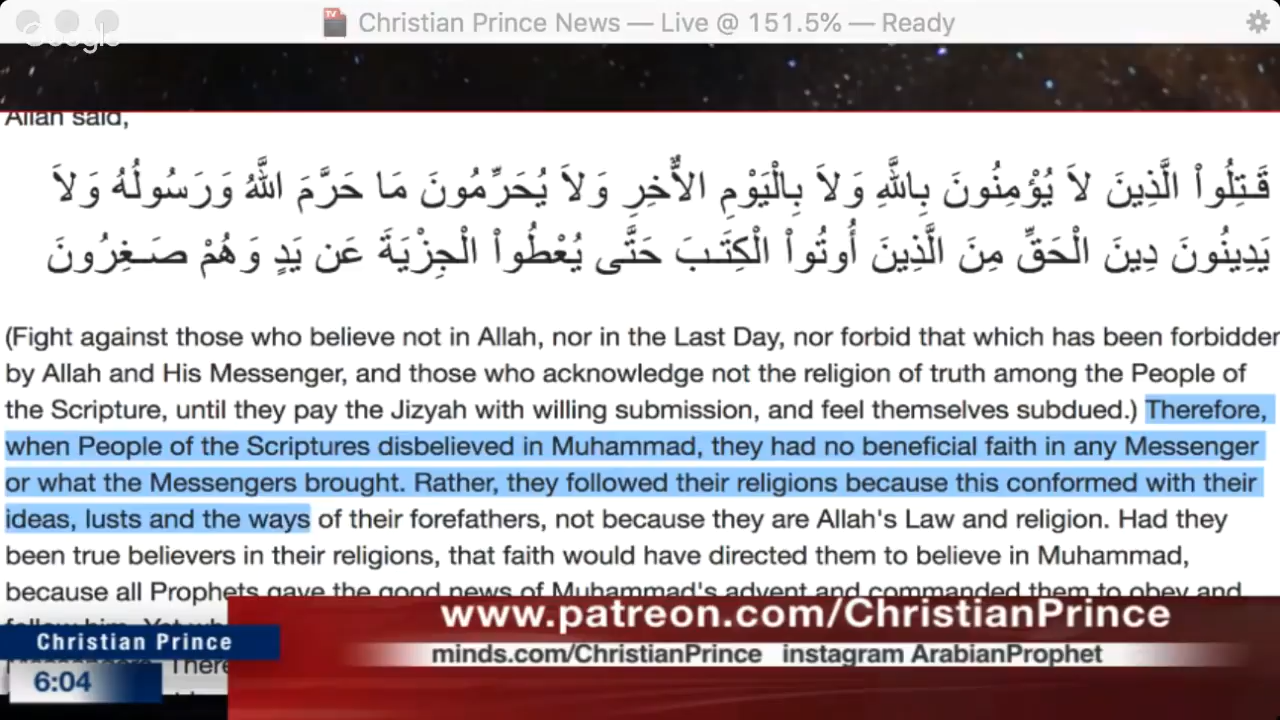 Christian Prince News — Live @ 151.5% — Ready
Google
Allah said,
قَـتِلُواْ الَّذِينَ لاَ يُؤْمِنُونَ بِاللَّهِ وَلاَ بِالْيَوْمِ الاٌّخِرِ وَلاَ يُحَرِّمُونَ مَا حَرَّمَ اللَّهُ وَرَسُولُهُ وَلاَ
يَدِينُونَ دِينَ الْحَقِّ مِنَ الَّذِينَ أُوتُواْ الْكِتَـبَ حَتَّى يُعْطُواْ الْجِزْيَةَ عَن يَدٍ وَهُمْ صَـغِرُونَ
(Fight against those who believe not in Allah, nor in the Last Day, nor forbid that which has been forbidden
by Allah and His Messenger, and those who acknowledge not the religion of truth among the People of
the Scripture, until they pay the Jizyah with willing submission, and feel themselves subdued.) Therefore,
when People of the Scriptures disbelieved in Muhammad, they had no beneficial faith in any Messenger
or what the Messengers brought. Rather, they followed their religions because this conformed with their
ideas, lusts and the ways of their forefathers, not because they are Allah's Law and religion. Had they
been true believers in their religions, that faith would have directed them to believe in Muhammad,
because all Prophets gave the good news of Muhammad's advent and commanded them to obey and
www.patreon.com/ChristianPrince
Christian Prince
minds.com/ChristianPrince instagram ArabianProphet
6:04